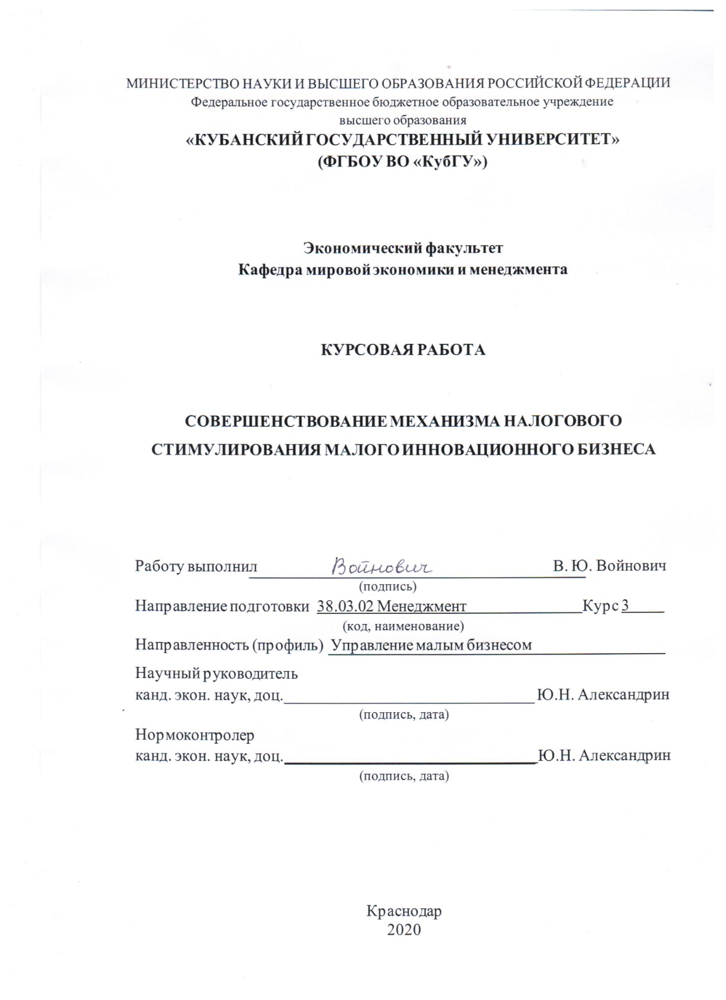 МИНИСТЕРСТВО НАУКИ И ВЫСШЕГО ОБРАЗОВАНИЯ РОССИЙСКОЙ ФЕДЕРАЦИИ
Федеральное государственное бюджетное образовательное учреждение
высшего образования
«КУБАНСКИЙ ГОСУДАРСТВЕННЫЙ УНИВЕРСИТЕТ»
(ФГБОУ ВО «КубГУ»)
Экономический факультет
Кафедра мировой экономики и менеджмента
КУРСОВАЯ РАБОТА
СОВЕРШЕНСТВОВАНИЕ МЕХАНИЗМА НАЛОГОВОГО
СТИМУЛИРОВАНИЯ МАЛОГО ИННОВАЦИОННОГО БИЗНЕСА
Работу выполнил Войнович В. Ю. Войнович
(подпись)
Направление подготовки 38.03.02 Менеджмент Курс 3
(код, наименование)
Направленность (профиль) Управление малым бизнесом
Научный руководитель
канд. экон. наук, доц. Ю.Н. Александрин
(подпись, дата)
Нормоконтролер
канд. экон. наук, доц. Ю.Н. Александрин
(подпись, дата)
Краснодар
2020